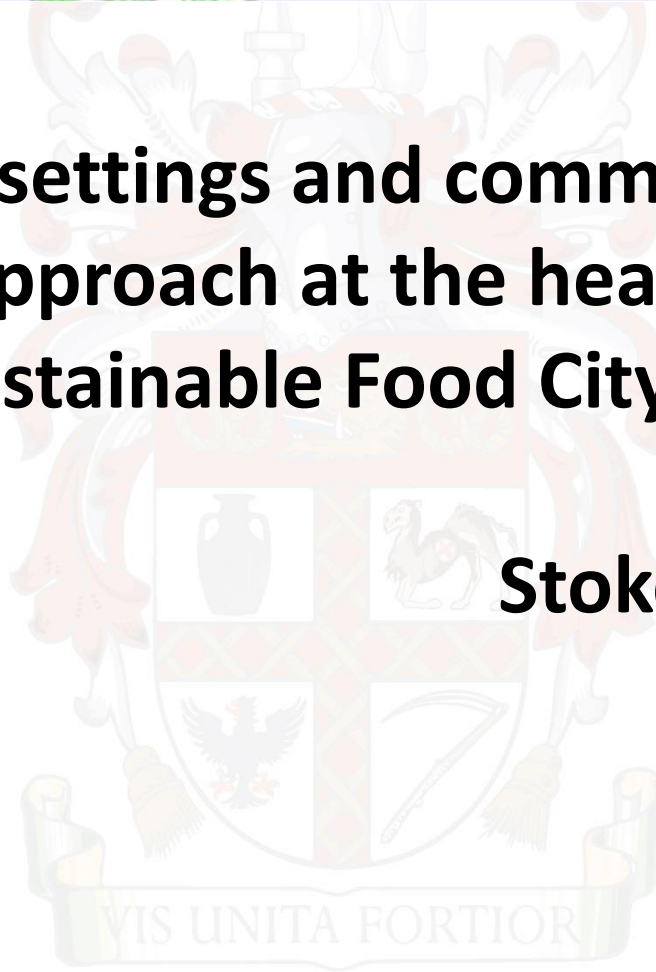 settings and comm
pproach at the hea
stainable Food City
Stok
VIS UNITA FORTIOR